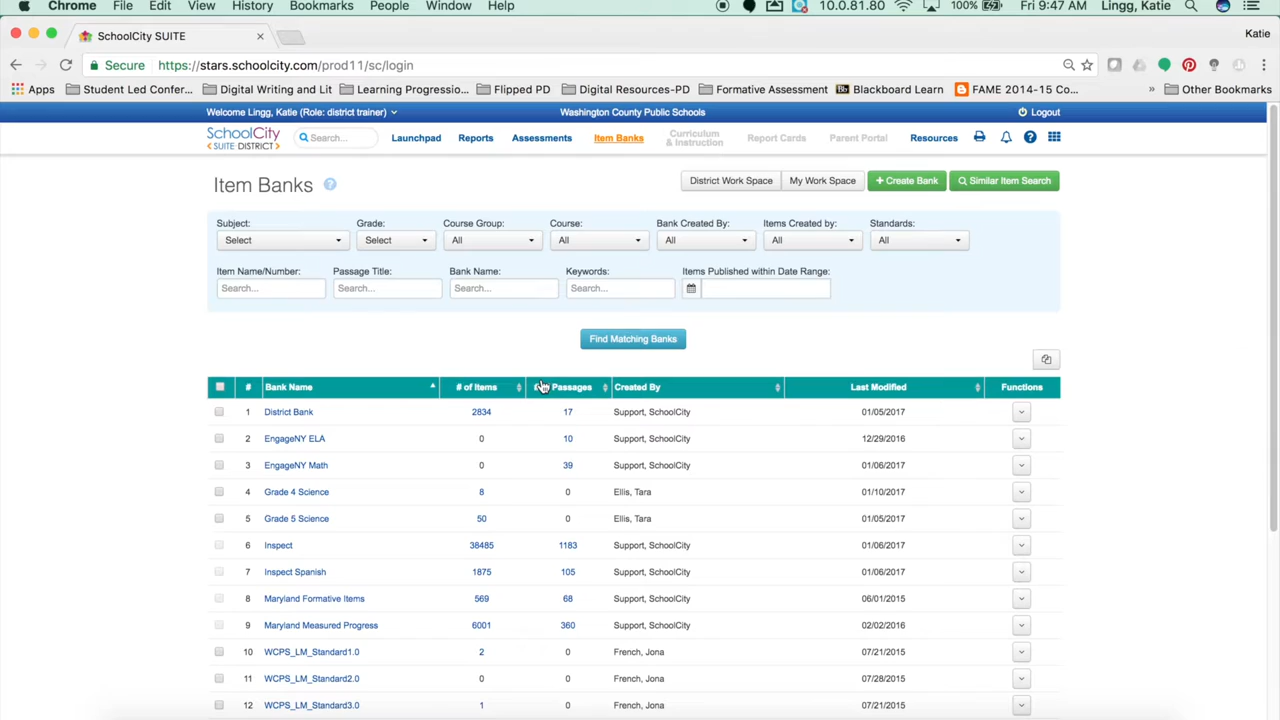 Chrome File Edit View History Bookmarks People Window Help 10.0.81.80 100% Fri 9:47 AM Lingg, Katie
SchoolCity SUITE Katie
Secure https://stars.schoolcity.com/prod11/sc/login
Apps Student Led Confer... Digital Writing and Lit Learning Progressio... Flipped PD Digital Resources-PD Formative Assessment Bb Blackboard Learn FAME 2014-15 Co... » Other Bookmarks
Welcome Lingg, Katie (Role: district trainer) Washington County Public Schools Logout
SchoolCity Search... Launchpad Reports Assessments Item Banks Curriculum Report Cards Parent Portal Resources
SUITE DISTRICT & Instruction
Item Banks District Work Space My Work Space + Create Bank Similar Item Search
Subject: Grade: Course Group: Course: Bank Created By: Items Created by: Standards:
Select Select All All All All All
Item Name/Number: Passage Title: Bank Name: Keywords: Items Published within Date Range:
Search... Search... Search... Search...
Find Matching Banks
# Bank Name # of Items Passages Created By Last Modified Functions
1 District Bank 2834 17 Support, SchoolCity 01/05/2017
2 EngageNY ELA 0 10 Support, SchoolCity 12/29/2016
3 EngageNY Math 0 39 Support, SchoolCity 01/06/2017
4 Grade 4 Science 8 0 Ellis, Tara 01/10/2017
5 Grade 5 Science 50 0 Ellis, Tara 01/05/2017
6 Inspect 38485 1183 Support, SchoolCity 01/06/2017
7 Inspect Spanish 1875 105 Support, SchoolCity 01/06/2017
8 Maryland Formative Items 569 68 Support, SchoolCity 06/01/2015
9 Maryland Measured Progress 6001 360 Support, SchoolCity 02/02/2016
10 WCPS_LM_Standard1.0 2 0 French, Jona 07/21/2015
11 WCPS_LM_Standard2.0 0 0 French, Jona 07/28/2015
12 WCPS_LM_Standard3.0 1 0 French, Jona 07/21/2015